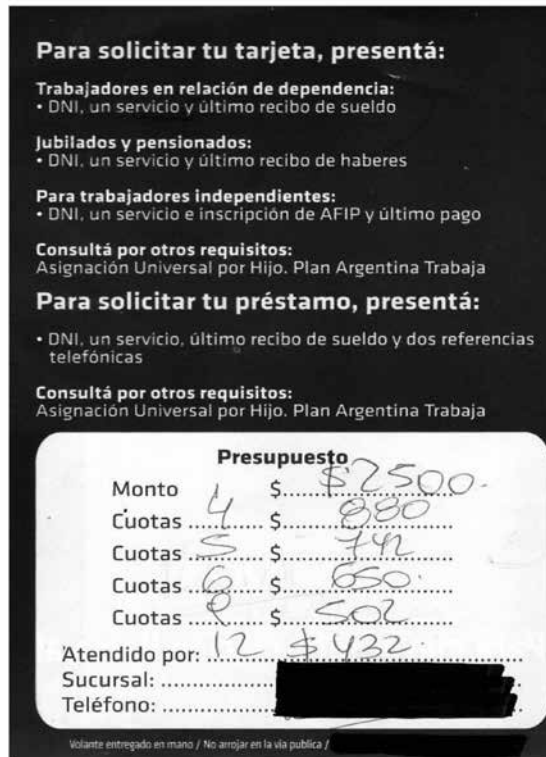 Para solicitar tu tarjeta, presentá:
Trabajadores en relación de dependencia:
• DNI, un servicio y último recibo de sueldo
Jubilados y pensionados:
• DNI, un servicio y último recibo de haberes
Para trabajadores independientes:
• DNI, un servicio e inscripción de AFIP y último pago
Consultá por otros requisitos:
Asignación Universal por Hijo. Plan Argentina Trabaja
Para solicitar tu préstamo, presentá:
• DNI, un servicio, último recibo de sueldo y dos referencias
telefónicas
Consultá por otros requisitos:
Asignación Universal por Hijo. Plan Argentina Trabaja
Presupuesto
Monto $ $2500.
Cuotas 4 $ 880
Cuotas 5 $ 742
Cuotas 6 $ 650.
Cuotas $ 502
Atendido por: 12 $ 432.
Sucursal:
Teléfono:
Volante entregado en mano / No arrojar en la via publica /